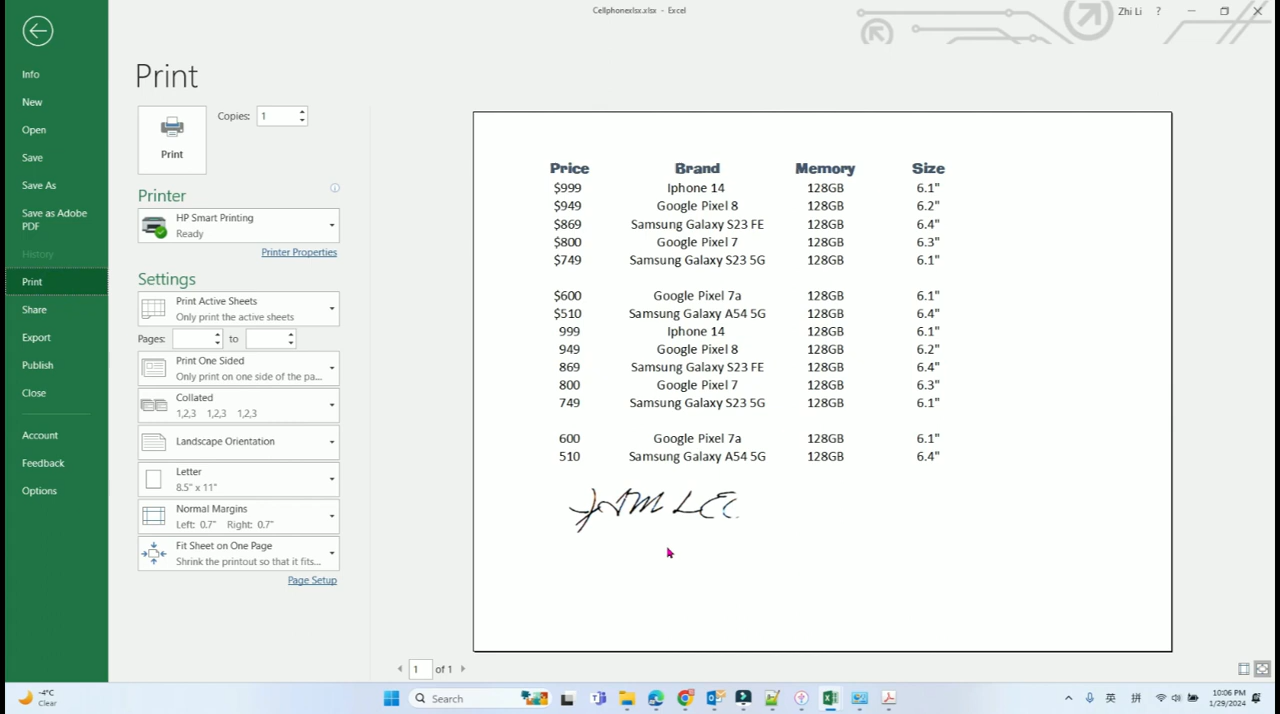 Cellphonexlsx.xlsx - Excel
Zhi Li
?
Info
New
Open
Save
Save As
Save as Adobe
PDF
History
Print
Share
Export
Publish
Close
Account
Feedback
Options
Print
Print
Copies: 1
Printer
HP Smart Printing
Ready
Printer Properties
Settings
Print Active Sheets
Only print the active sheets
Pages: to
Print One Sided
Only print on one side of the pa...
Collated
1,2,3 1,2,3 1,2,3
Landscape Orientation
Letter
8.5" x 11"
Normal Margins
Left: 0.7" Right: 0.7"
Fit Sheet on One Page
Shrink the printout so that it fits...
Page Setup
Price Brand Memory Size
$999 Iphone 14 128GB 6.1"
$949 Google Pixel 8 128GB 6.2"
$869 Samsung Galaxy S23 FE 128GB 6.4"
$800 Google Pixel 7 128GB 6.3"
$749 Samsung Galaxy S23 5G 128GB 6.1"
$600 Google Pixel 7a 128GB 6.1"
$510 Samsung Galaxy A54 5G 128GB 6.4"
999 Iphone 14 128GB 6.1"
949 Google Pixel 8 128GB 6.2"
869 Samsung Galaxy S23 FE 128GB 6.4"
800 Google Pixel 7 128GB 6.3"
749 Samsung Galaxy S23 5G 128GB 6.1"
600 Google Pixel 7a 128GB 6.1"
510 Samsung Galaxy A54 5G 128GB 6.4"
LEE
1 of 1
-4°C
Clear
Search
英 拼
10:06 PM
1/29/2024